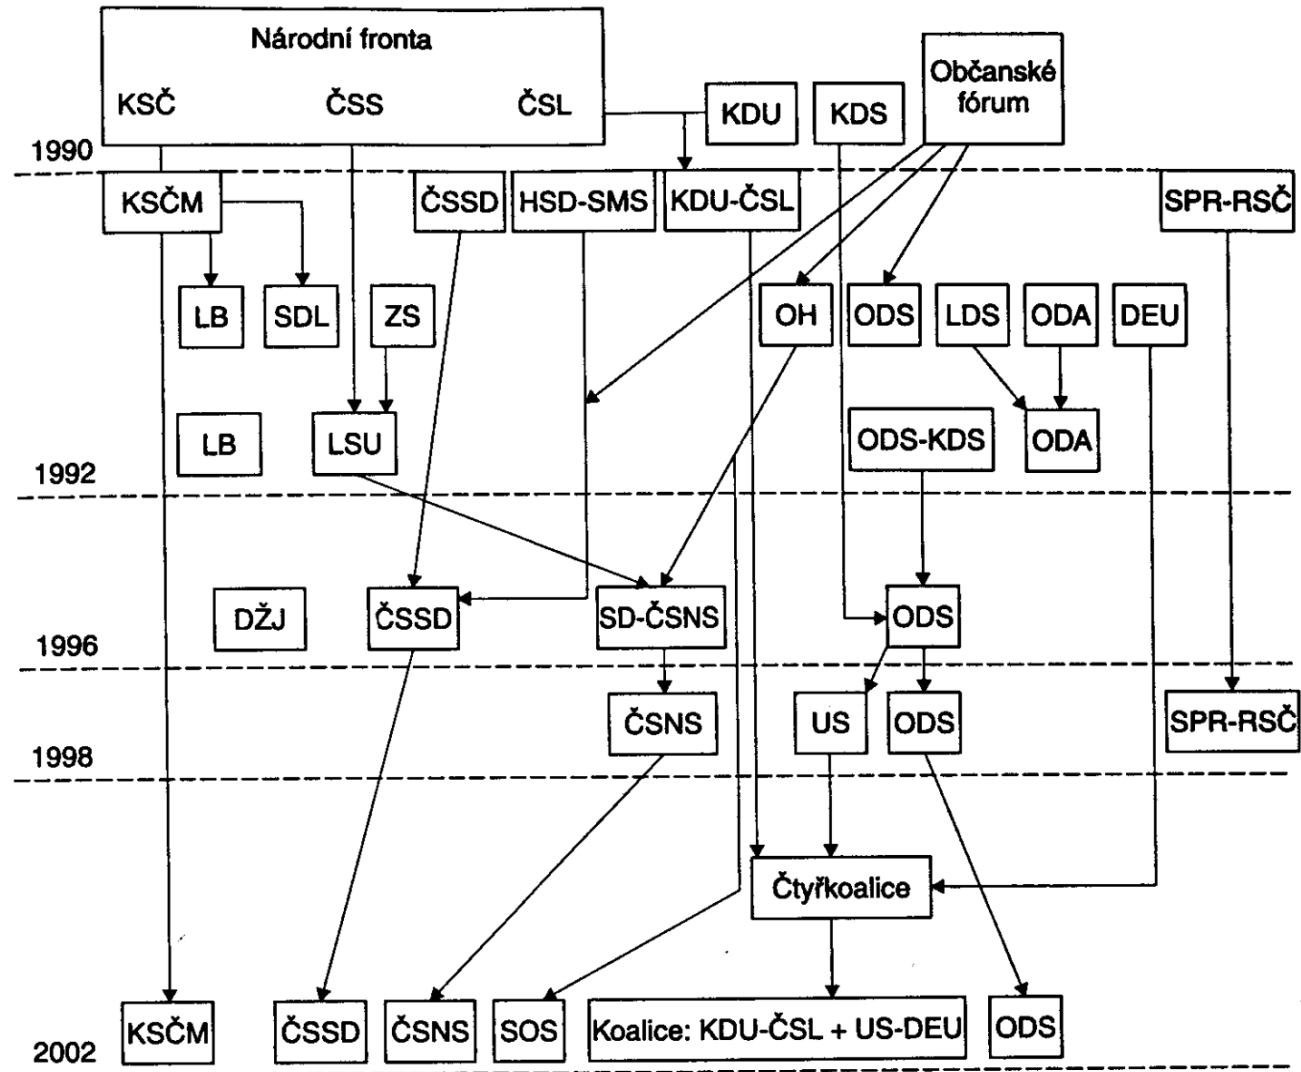 Národní fronta
KSČ ČSS ČSL
KDU
KDS
Občanské
fórum
1990
KSČM
ČSSD
HSD-SMS
KDU-ČSL
SPR-RSČ
LB
SDL
ZS
OH
ODS
LDS
ODA
DEU
LB
LSU
ODS-KDS
ODA
1992
DŽJ
ČSSD
SD-ČSNS
ODS
1996
ČSNS
US
ODS
SPR-RSČ
1998
Čtyřkoalice
KSČM
ČSSD
ČSNS
SOS
Koalice: KDU-ČSL + US-DEU
ODS
2002